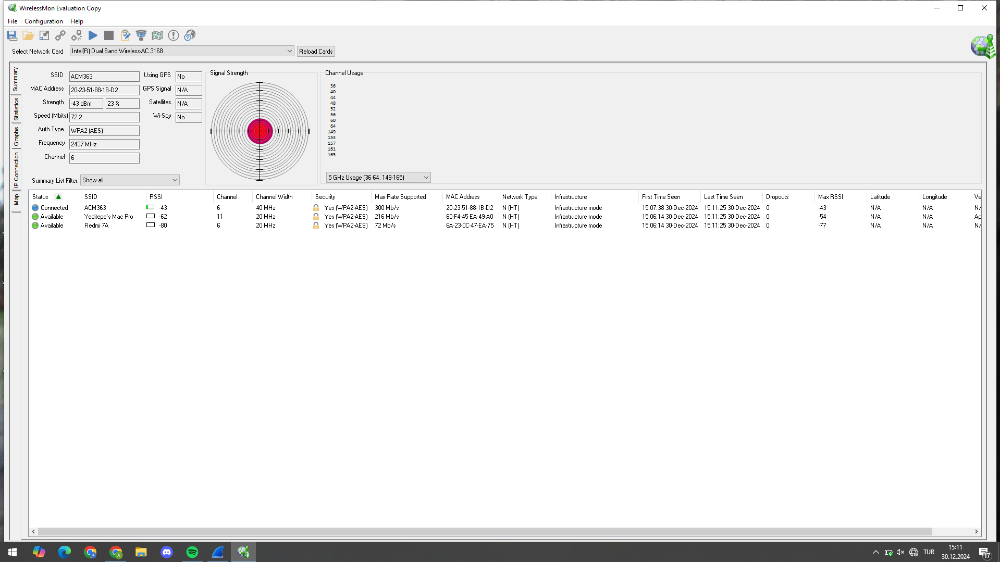 WirelessMon Evaluation Copy
File Configuration Help
Select Network Card Intel(R) Dual Band Wireless-AC 3168 Reload Cards
Summary
Statistics
Graphs
IP Connection
Map
SSID ACM363 Using GPS No
MAC Address 20-23-51-88-1B-D2 GPS Signal N/A
Strength -43 dBm 23 % Satellites N/A
Speed (Mbits) 72.2 Wi-Spy No
Auth Type WPA2 (AES)
Frequency 2437 MHz
Channel 6
Summary List Filter: Show all
Signal Strength
Channel Usage
36
40
44
48
52
56
60
64
149
153
157
161
165
5 GHz Usage (36-64, 149-165)
Status SSID RSSI Channel Channel Width Security Max Rate Supported MAC Address Network Type Infrastructure First Time Seen Last Time Seen Dropouts Max RSSI Latitude Longitude Ve
Connected ACM363 -43 6 40 MHz Yes (WPA2-AES) 300 Mb/s 20-23-51-88-1B-D2 N (HT) Infrastructure mode 15:07:38 30-Dec-2024 15:11:25 30-Dec-2024 0 -43 N/A N/A N/
Available Yeditepe´s Mac Pro -62 11 20 MHz Yes (WPA2-AES) 216 Mb/s 60-F4-45-EA-49-A0 N (HT) Infrastructure mode 15:06:14 30-Dec-2024 15:11:25 30-Dec-2024 0 -54 N/A N/A Ap
Available Redmi 7A -80 6 20 MHz Yes (WPA2-AES) 72 Mb/s 6A-23-0C-47-EA-75 N (HT) Infrastructure mode 15:06:14 30-Dec-2024 15:11:25 30-Dec-2024 0 -77 N/A N/A N/
TUR
15:11
30.12.2024
17